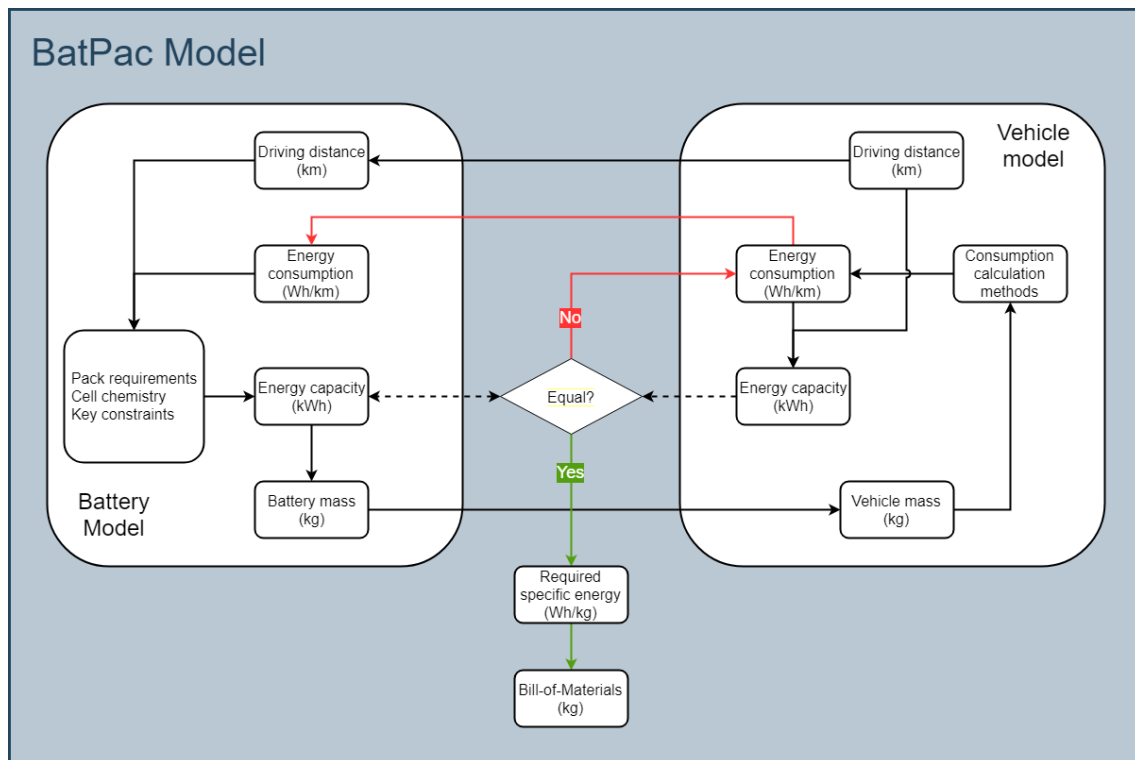 BatPac Model
Driving distance
(km)
Energy
consumption
(Wh/km)
Pack requirements
Cell chemistry
Key constraints
Energy capacity
(kWh)
Battery mass
(kg)
Battery
Model
No
Equal?
Yes
Required
specific energy
(Wh/kg)
Bill-of-Materials
(kg)
Vehicle
model
Driving distance
(km)
Energy
consumption
(Wh/km)
Consumption
calculation
methods
Energy capacity
(kWh)
Vehicle mass
(kg)